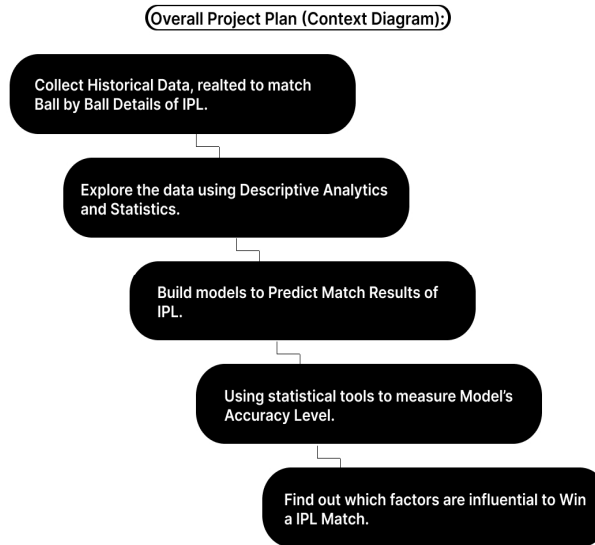 Overall Project Plan (Context Diagram):
Collect Historical Data, realted to match
Ball by Ball Details of IPL.
Explore the data using Descriptive Analytics
and Statistics.
Build models to Predict Match Results of
IPL.
Using statistical tools to measure Model's
Accuracy Level.
Find out which factors are influential to Win
a IPL Match.